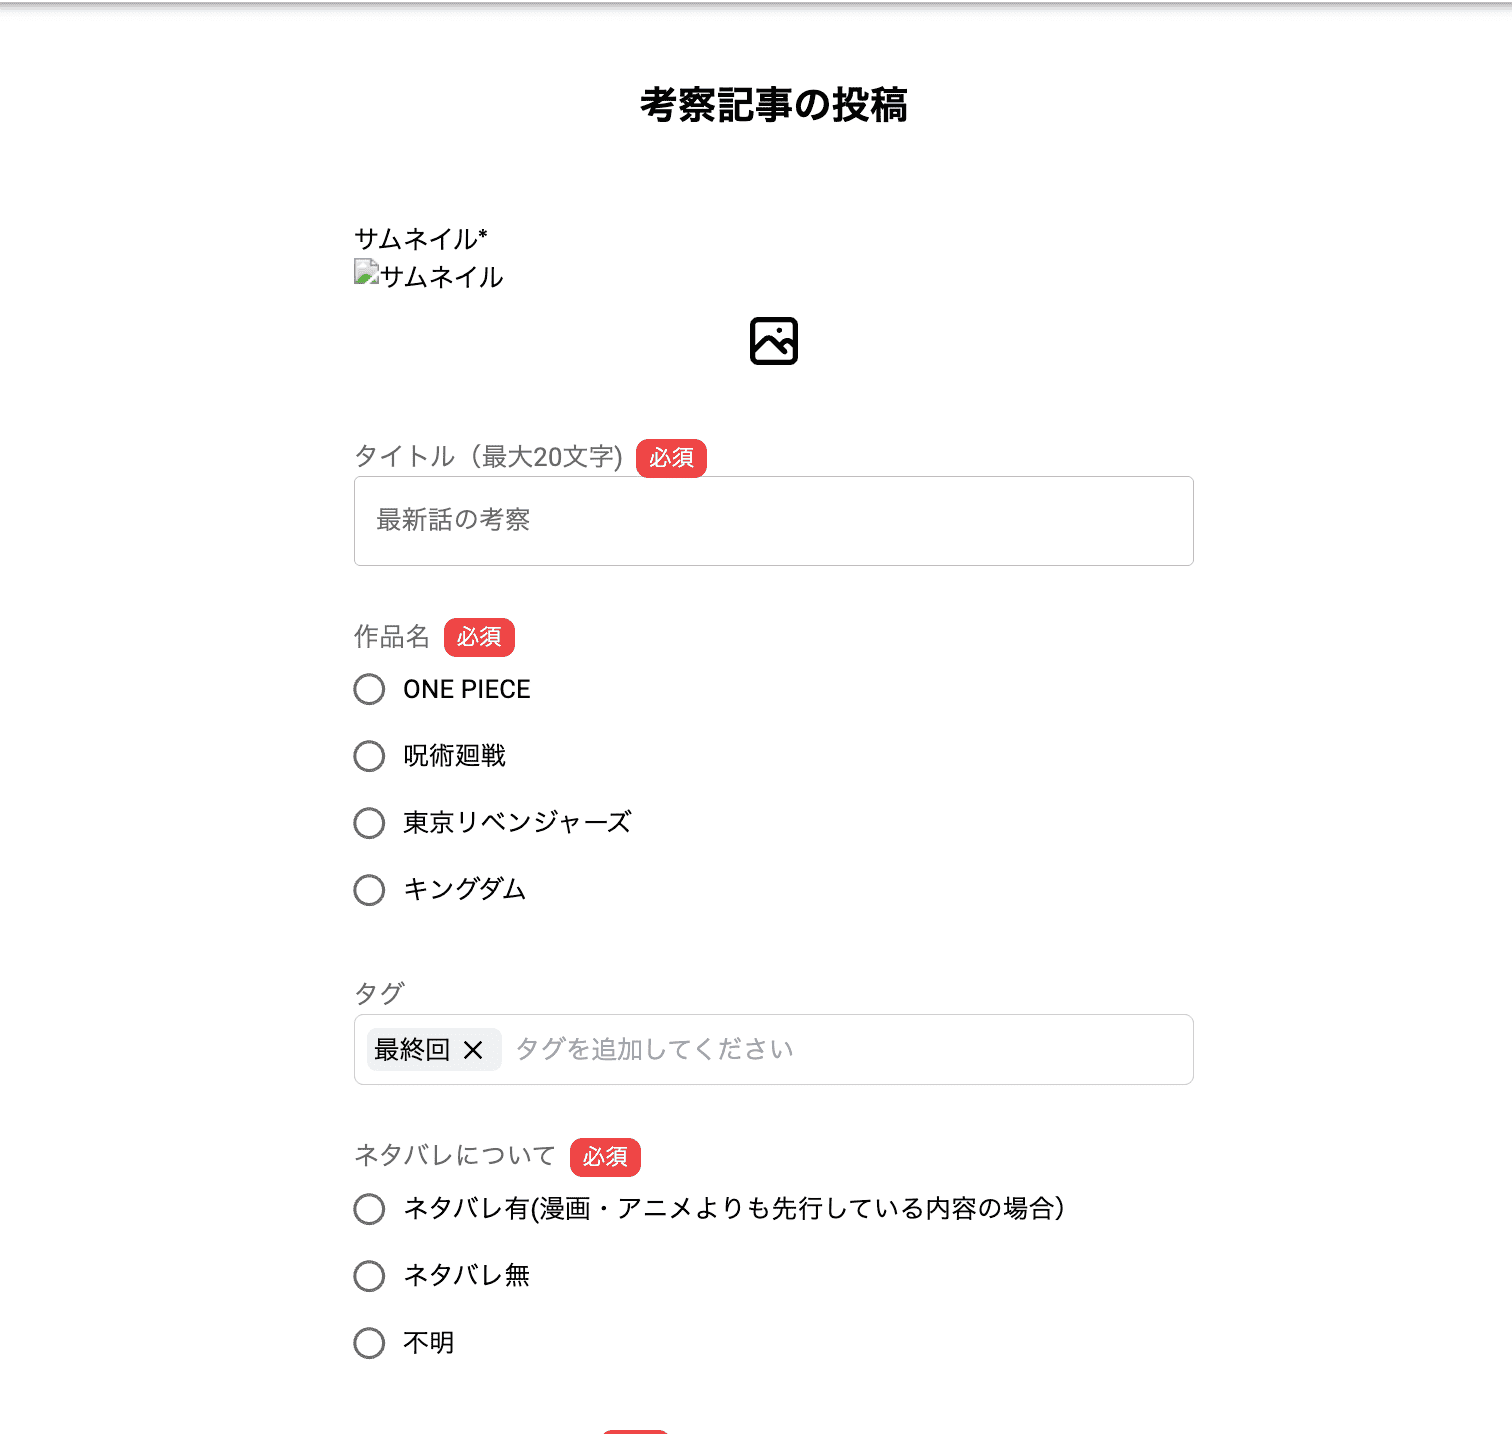 考察記事の投稿
サムネイル*
サムネイル
タイトル（最大20文字) 必須
最新話の考察
作品名 必須
ONE PIECE
呪術廻戦
東京リベンジャーズ
キングダム
タグ
最終回 タグを追加してください
ネタバレについて 必須
ネタバレ有(漫画・アニメよりも先行している内容の場合）
ネタバレ無
不明